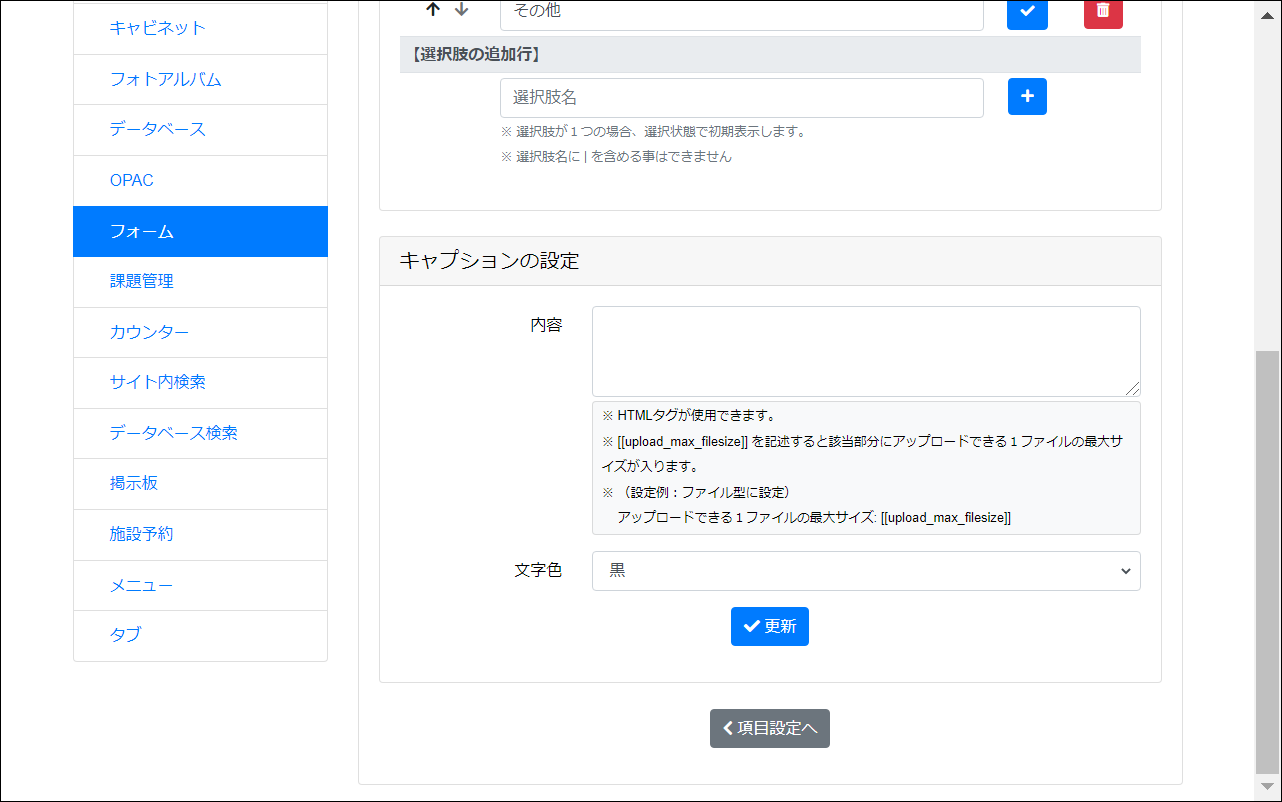 キャビネット
フォトアルバム
データベース
OPAC
フォーム
課題管理
カウンター
サイト内検索
データベース検索
掲示板
施設予約
メニュー
タブ
その他
【選択肢の追加行】
選択肢名
※ 選択肢が１つの場合、選択状態で初期表示します。
※ 選択肢名に | を含める事はできません
キャプションの設定
内容
※ HTMLタグが使用できます。
※ [[upload_max_filesize]] を記述すると該当部分にアップロードできる１ファイルの最大サ
イズが入ります。
※ （設定例：ファイル型に設定）
アップロードできる１ファイルの最大サイズ: [[upload_max_filesize]]
文字色
黒
更新
項目設定へ